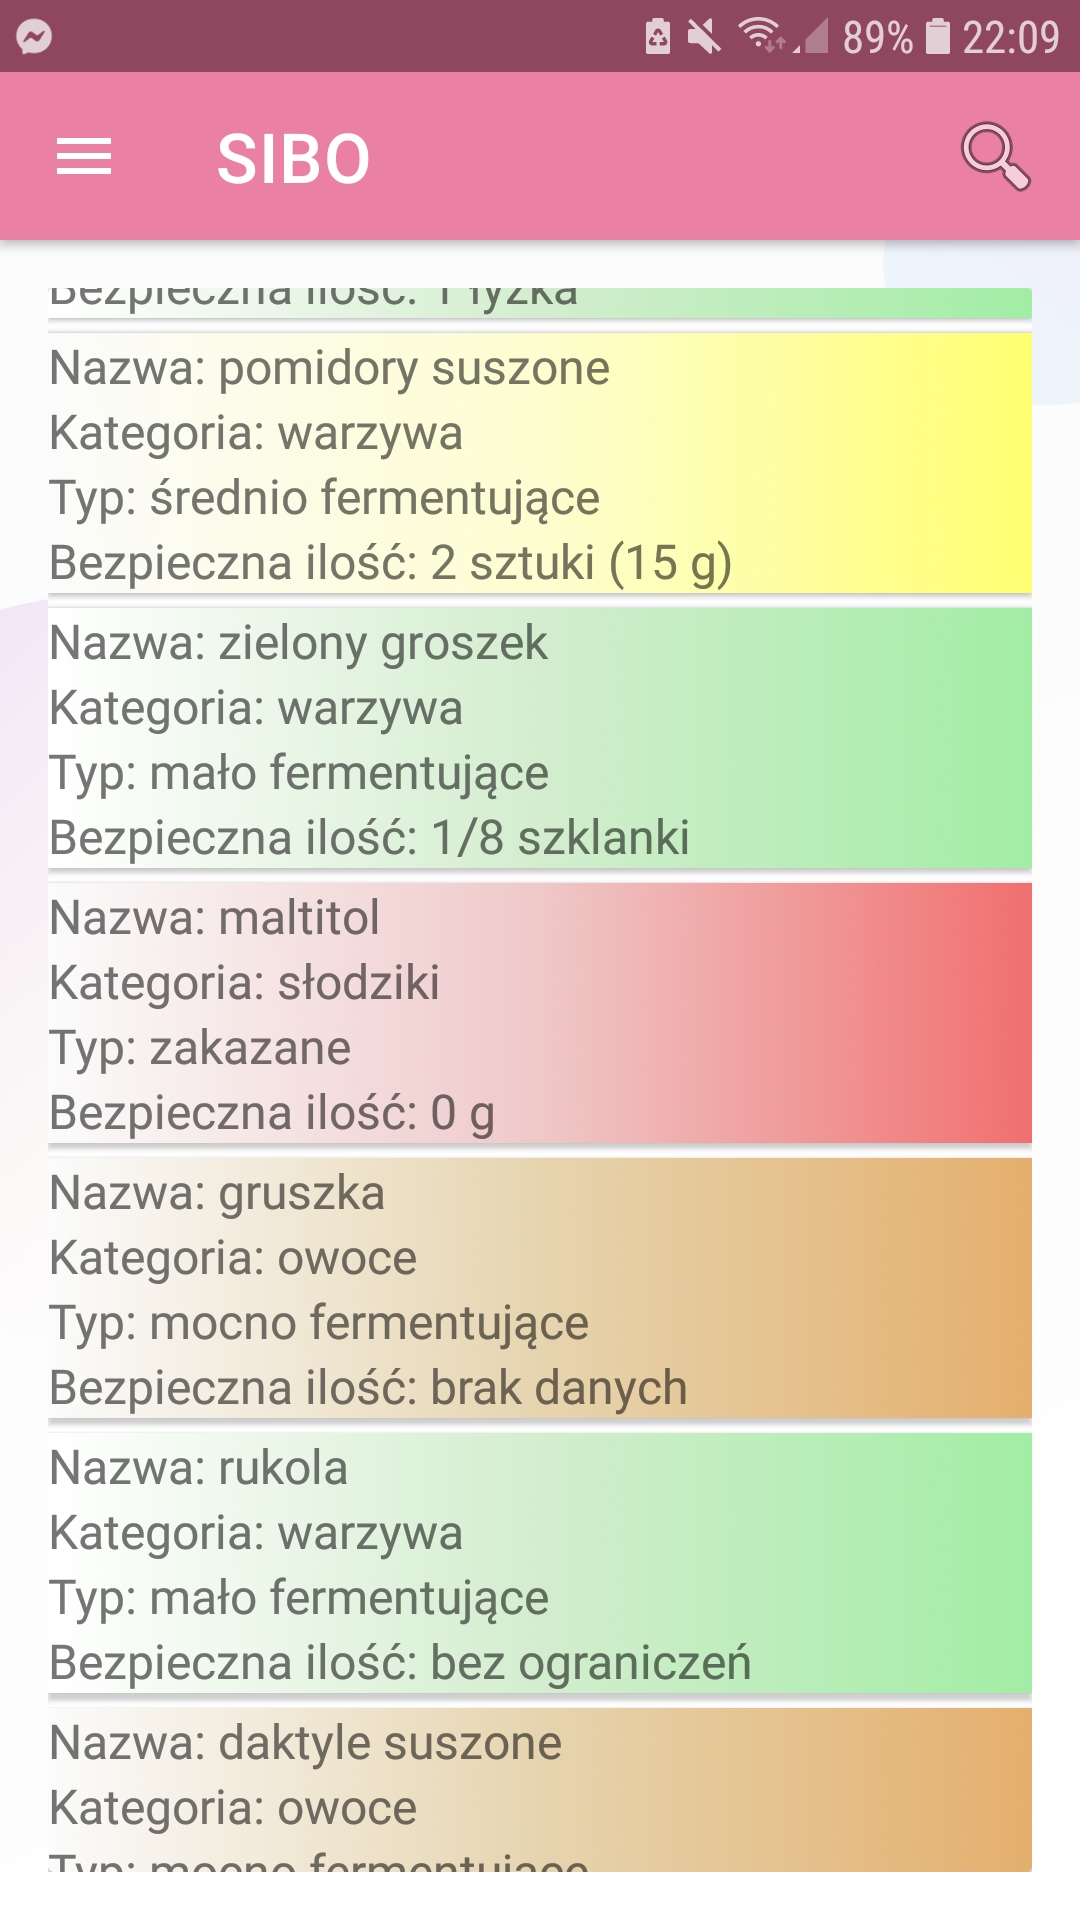 89% 22:09
SIBO
Bezpieczna ilość: 1 łyżka
Nazwa: pomidory suszone
Kategoria: warzywa
Typ: średnio fermentujące
Bezpieczna ilość: 2 sztuki (15 g)
Nazwa: zielony groszek
Kategoria: warzywa
Typ: mało fermentujące
Bezpieczna ilość: 1/8 szklanki
Nazwa: maltitol
Kategoria: słodziki
Typ: zakazane
Bezpieczna ilość: 0 g
Nazwa: gruszka
Kategoria: owoce
Typ: mocno fermentujące
Bezpieczna ilość: brak danych
Nazwa: rukola
Kategoria: warzywa
Typ: mało fermentujące
Bezpieczna ilość: bez ograniczeń
Nazwa: daktyle suszone
Kategoria: owoce
Typ: mocno fermentujące